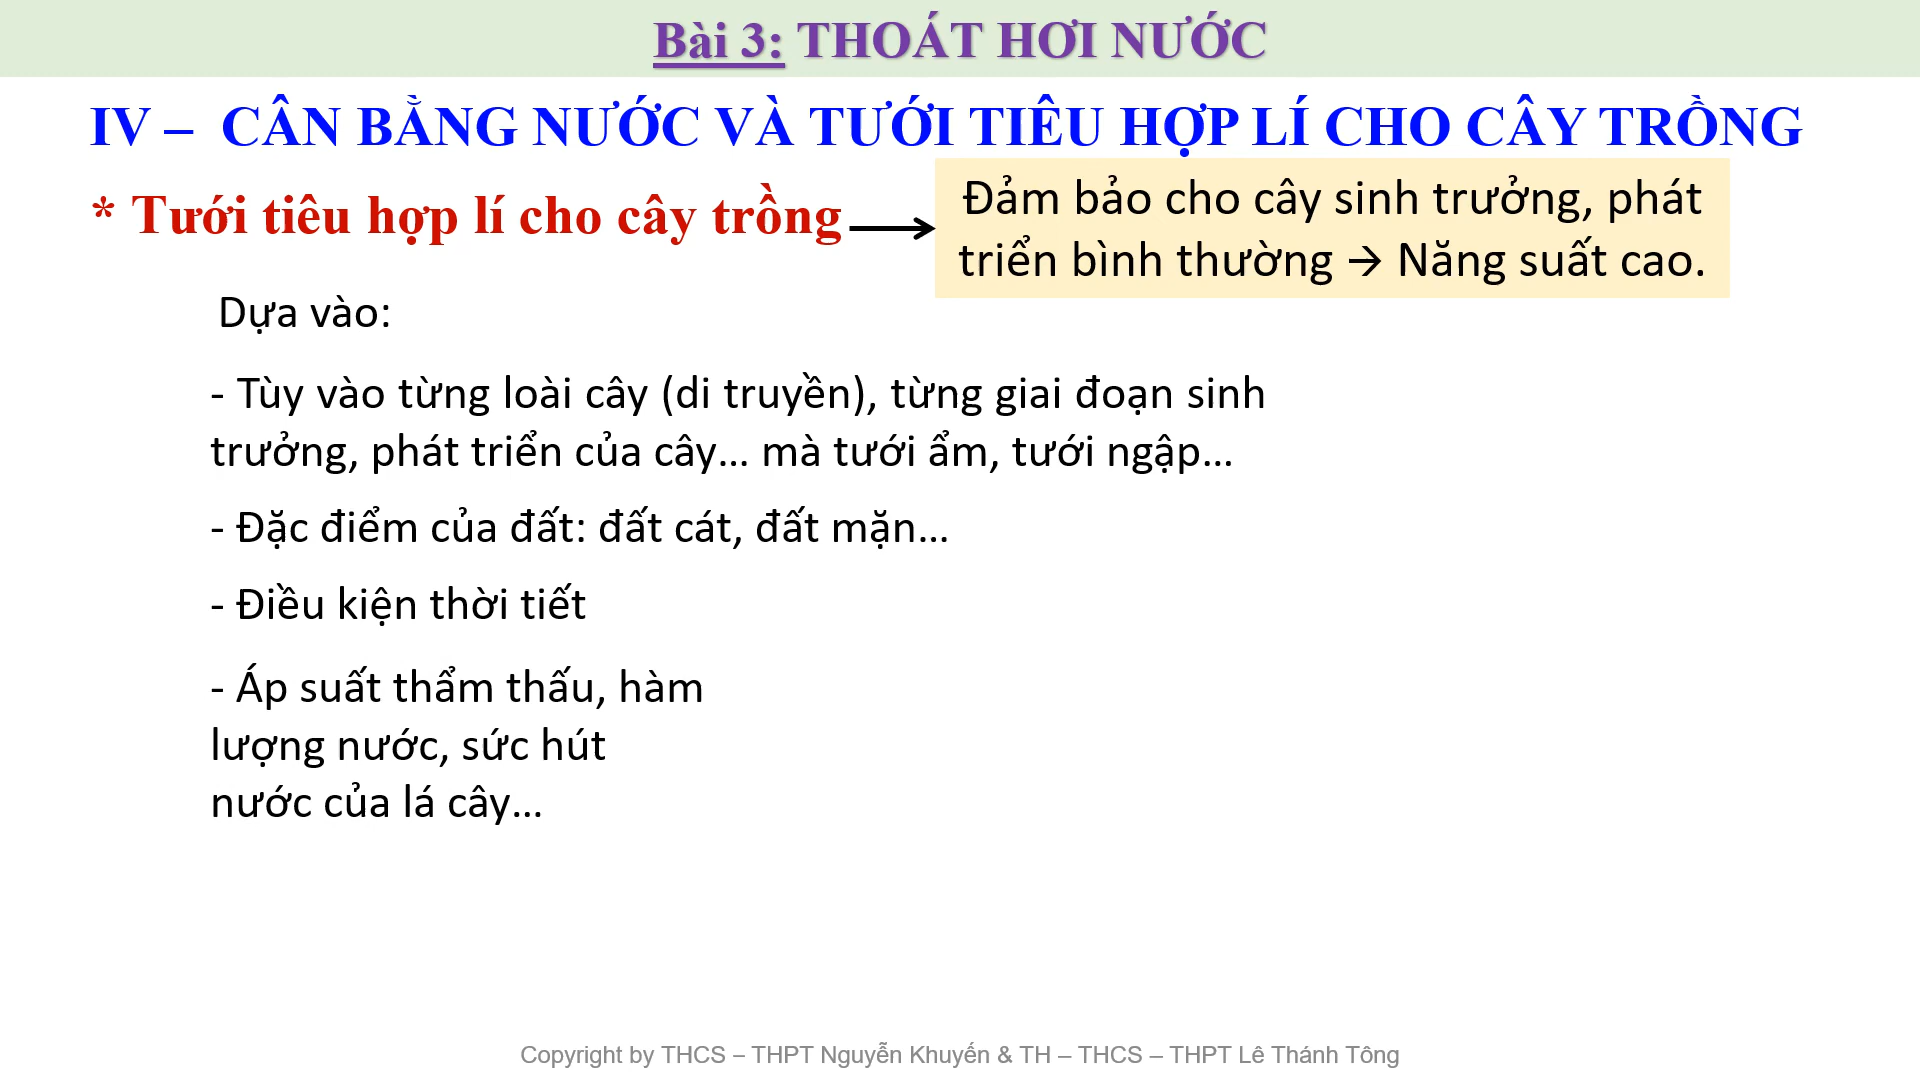 Bài 3: THOÁT HƠI NƯỚC
IV – CÂN BẰNG NƯỚC VÀ TƯỚI TIÊU HỢP LÍ CHO CÂY TRỒNG
* Tưới tiêu hợp lí cho cây trồng
Đảm bảo cho cây sinh trưởng, phát
triển bình thường → Năng suất cao.
Dựa vào:
- Tùy vào từng loài cây (di truyền), từng giai đoạn sinh
trưởng, phát triển của cây... mà tưới ẩm, tưới ngập...
- Đặc điểm của đất: đất cát, đất mặn...
- Điều kiện thời tiết
- Áp suất thẩm thấu, hàm
lượng nước, sức hút
nước của lá cây...
Copyright by THCS – THPT Nguyễn Khuyến & TH – THCS – THPT Lê Thánh Tông